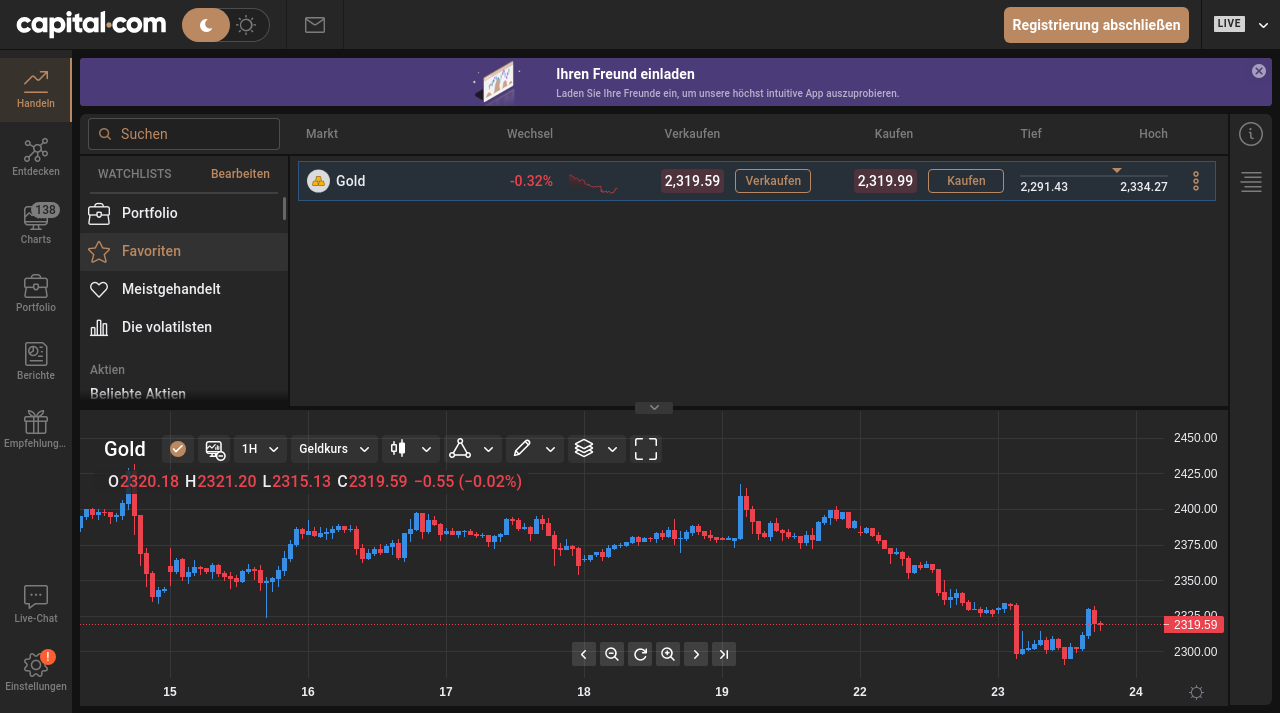 capital.com
Registrierung abschließen
LIVE
Handeln
Entdecken
138
Charts
Portfolio
Berichte
Empfehlung...
Live-Chat
!
Einstellungen
Ihren Freund einladen
Laden Sie Ihre Freunde ein, um unsere höchst intuitive App auszuprobieren.
Suchen
WATCHLISTS Bearbeiten
Portfolio
Favoriten
Meistgehandelt
Die volatilsten
Aktien
Beliebte Aktien
Markt Wechsel Verkaufen Kaufen Tief Hoch
Gold -0.32% 2,319.59 Verkaufen 2,319.99 Kaufen 2,291.43 2,334.27
Gold 1H Geldkurs
O2320.18 H2321.20 L2315.13 C2319.59 −0.55 (−0.02%)
2450.00
2425.00
2400.00
2375.00
2350.00
2325.00
2319.59
2300.00
15 16 17 18 19 22 23 24